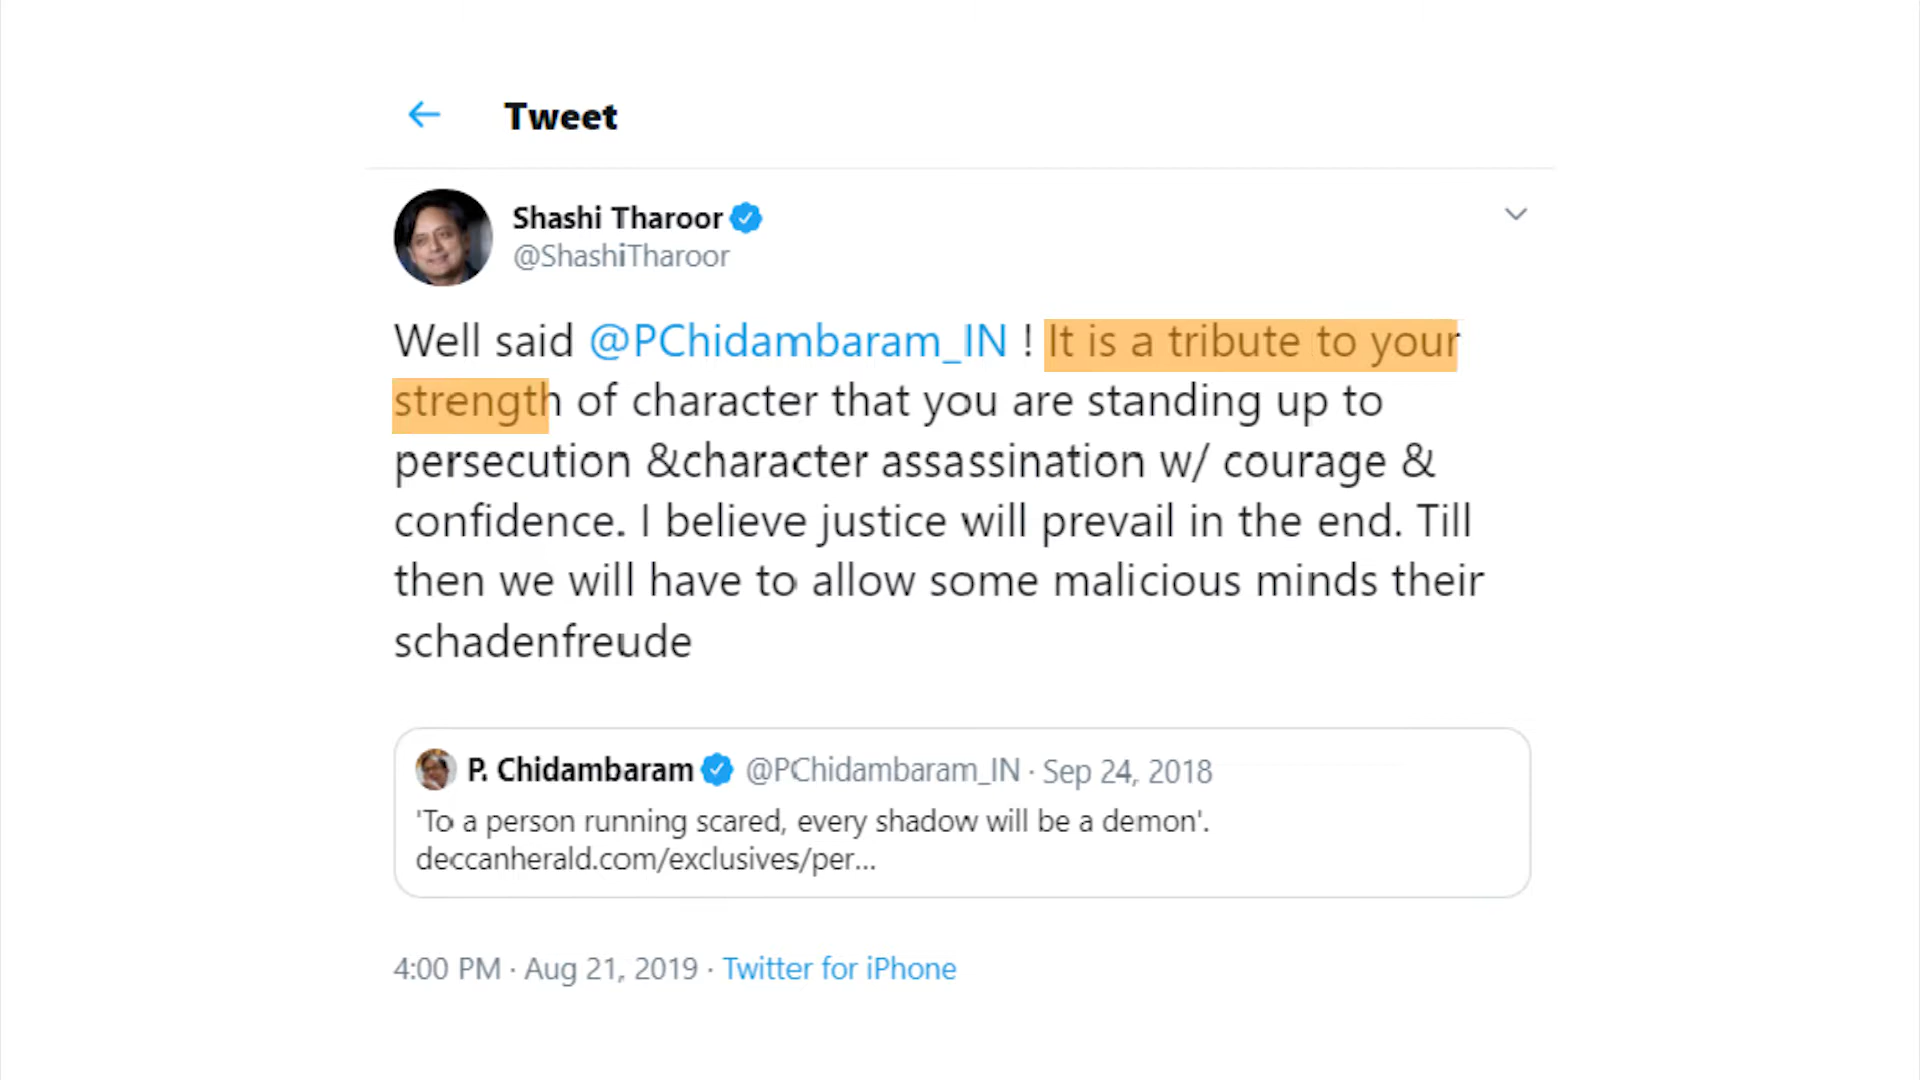 Tweet
Shashi Tharoor
@ShashiTharoor
Well said @PChidambaram_IN ! It is a tribute to your
strength of character that you are standing up to
persecution &character assassination w/ courage &
confidence. I believe justice will prevail in the end. Till
then we will have to allow some malicious minds their
schadenfreude
P. Chidambaram @PChidambaram_IN · Sep 24, 2018
'To a person running scared, every shadow will be a demon'.
deccanherald.com/exclusives/per...
4:00 PM · Aug 21, 2019 · Twitter for iPhone